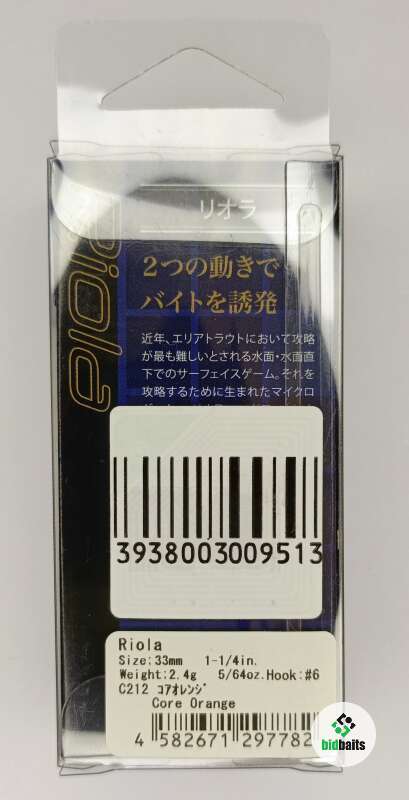 リオラ
Riola
2つの動きで
バイトを誘発
近年、エリアトラウトにおいて攻略
が最も難しいとされる水面・水面直
下でのサーフェイスゲーム。それを
攻略するために生まれたマイクロ
3938003009513
Riola
Size:33mm 1-1/4in.
Weight:2.4g 5/64oz.Hook:#6
C212 ｺｱｵﾚﾝｼﾞ
Core Orange
4 582671 297782
bidbaits